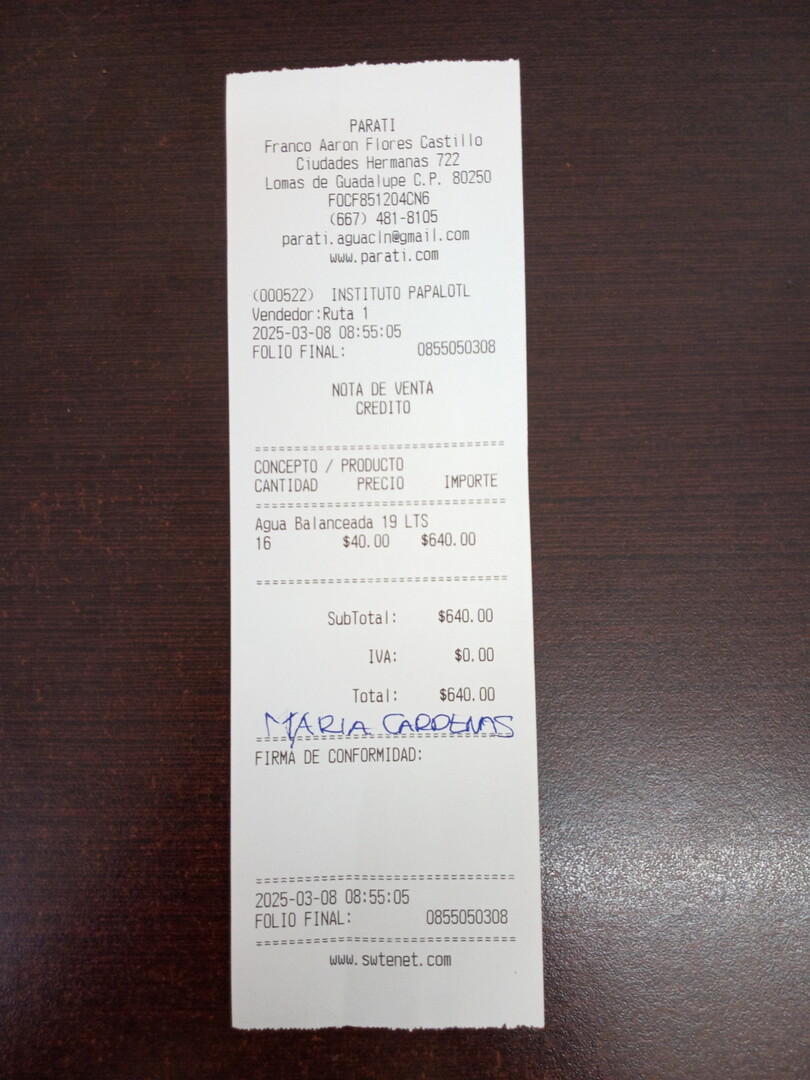 PARATI
Franco Aaron Flores Castillo
Ciudades Hermanas 722
Lomas de Guadalupe C.P. 80250
FOCF851204CN6
(667) 481-8105
parati.aguacln@gmail.com
www.parati.com
(000522) INSTITUTO PAPALOTL
Vendedor:Ruta 1
2025-03-08 08:55:05
FOLIO FINAL: 0855050308
NOTA DE VENTA
CREDITO
================================
CONCEPTO / PRODUCTO
CANTIDAD PRECIO IMPORTE
================================
Agua Balanceada 19 LTS
16 $40.00 $640.00
================================
SubTotal: $640.00
IVA: $0.00
Total: $640.00
MARIA CARDENAS
================================
FIRMA DE CONFORMIDAD:
================================
2025-03-08 08:55:05
FOLIO FINAL: 0855050308
================================
www.swtenet.com